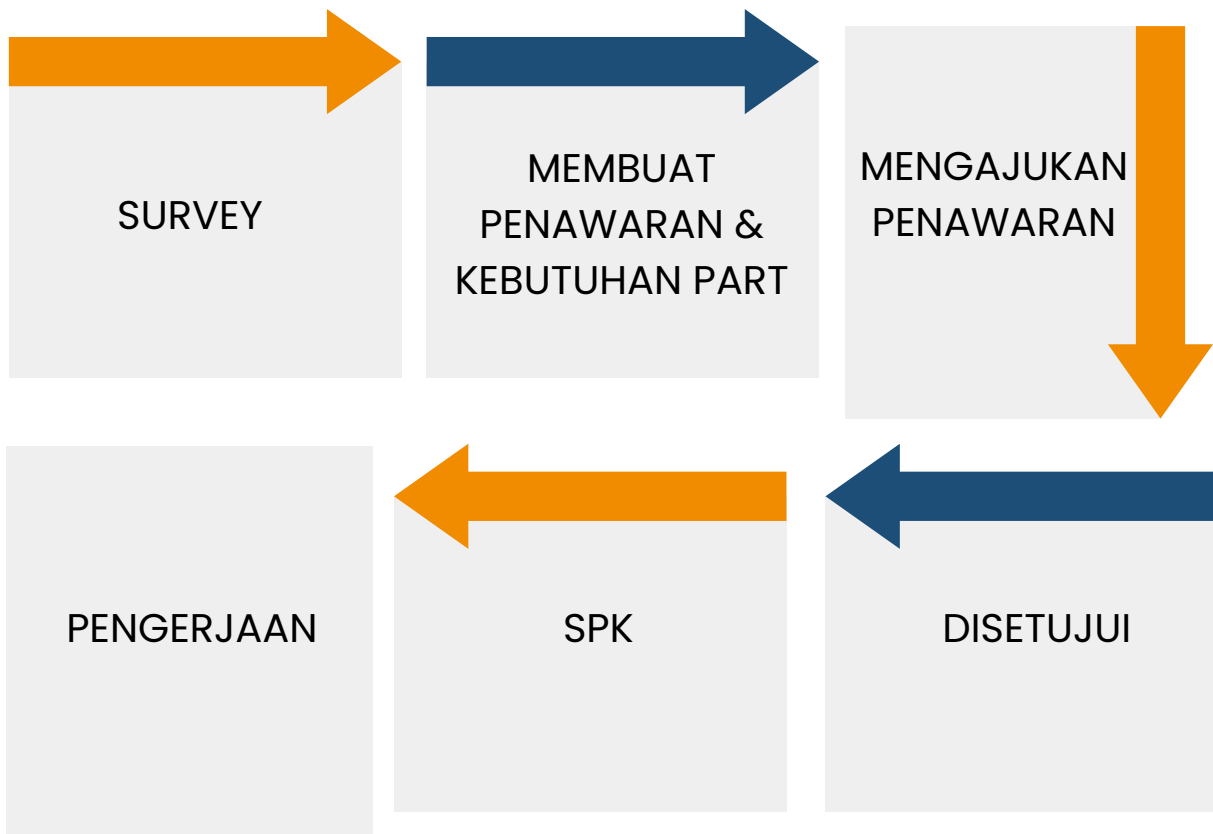 SURVEY
MEMBUAT
PENAWARAN &
KEBUTUHAN PART
MENGAJUKAN
PENAWARAN
DISETUJUI
SPK
PENGERJAAN